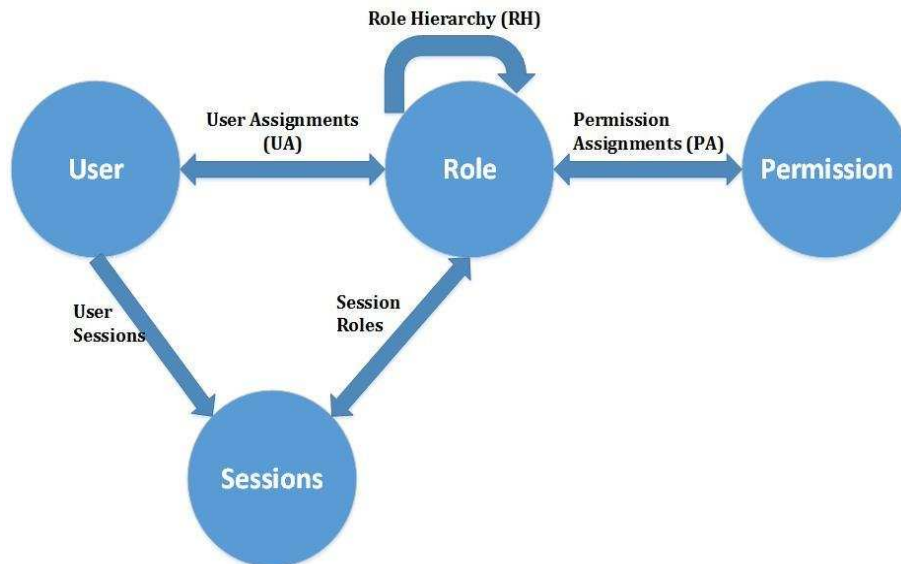 Role Hierarchy (RH)
User Assignments
(UA)
Permission
Assignments (PA)
User
Role
Permission
User
Sessions
Session
Roles
Sessions